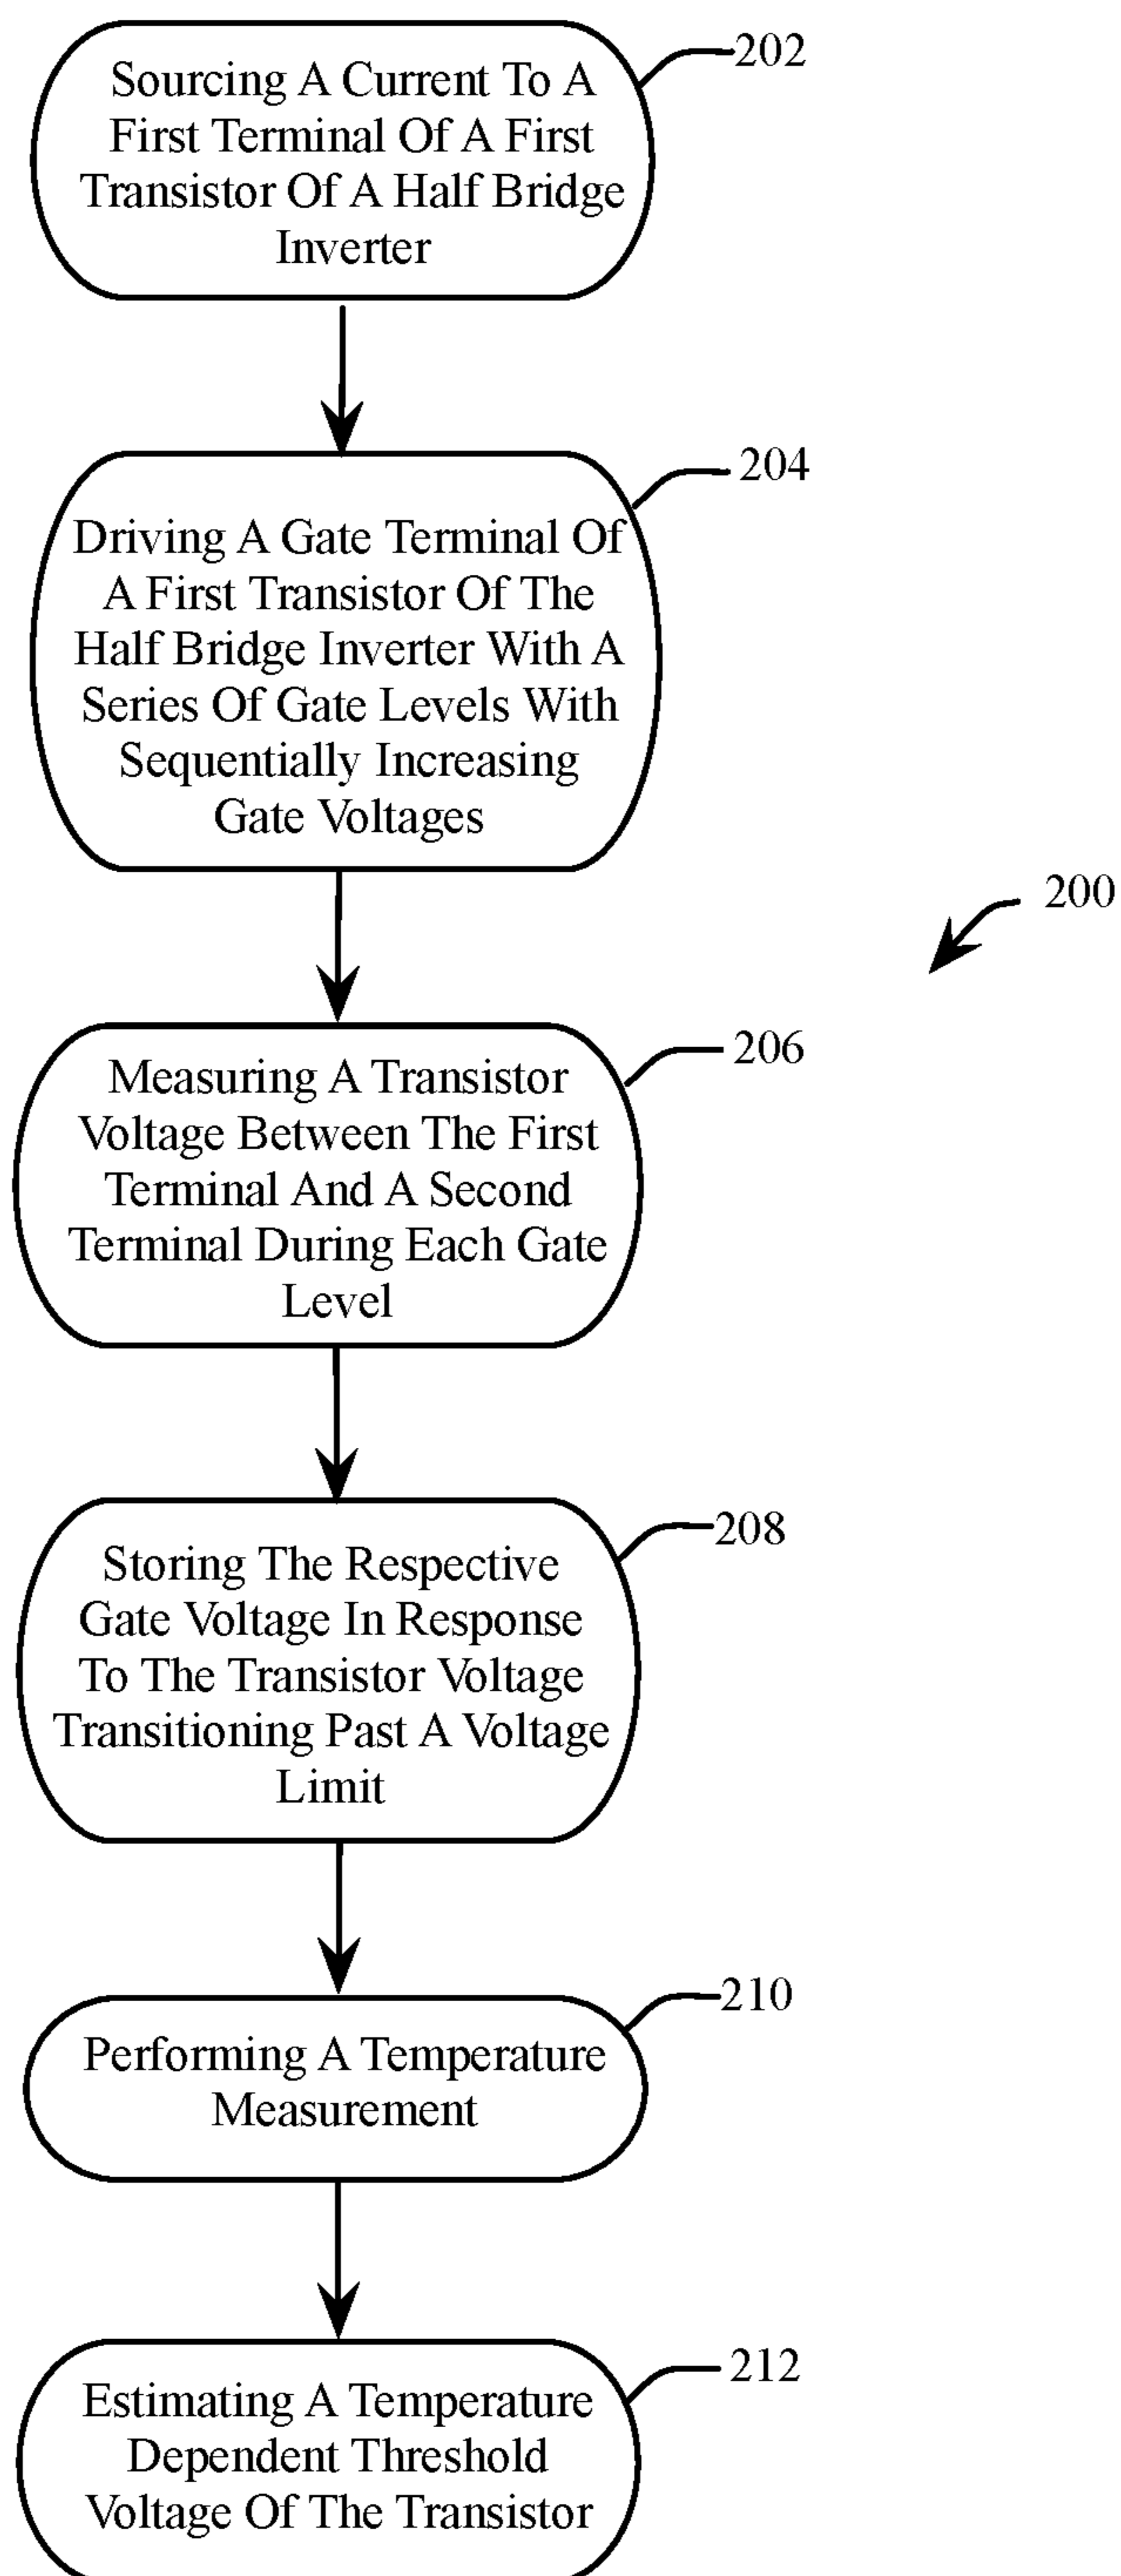 202
Sourcing A Current To A
First Terminal Of A First
Transistor Of A Half Bridge
Inverter
204
Driving A Gate Terminal Of
A First Transistor Of The
Half Bridge Inverter With A
Series Of Gate Levels With
Sequentially Increasing
Gate Voltages
200
206
Measuring A Transistor
Voltage Between The First
Terminal And A Second
Terminal During Each Gate
Level
208
Storing The Respective
Gate Voltage In Response
To The Transistor Voltage
Transitioning Past A Voltage
Limit
210
Performing A Temperature
Measurement
212
Estimating A Temperature
Dependent Threshold
Voltage Of The Transistor